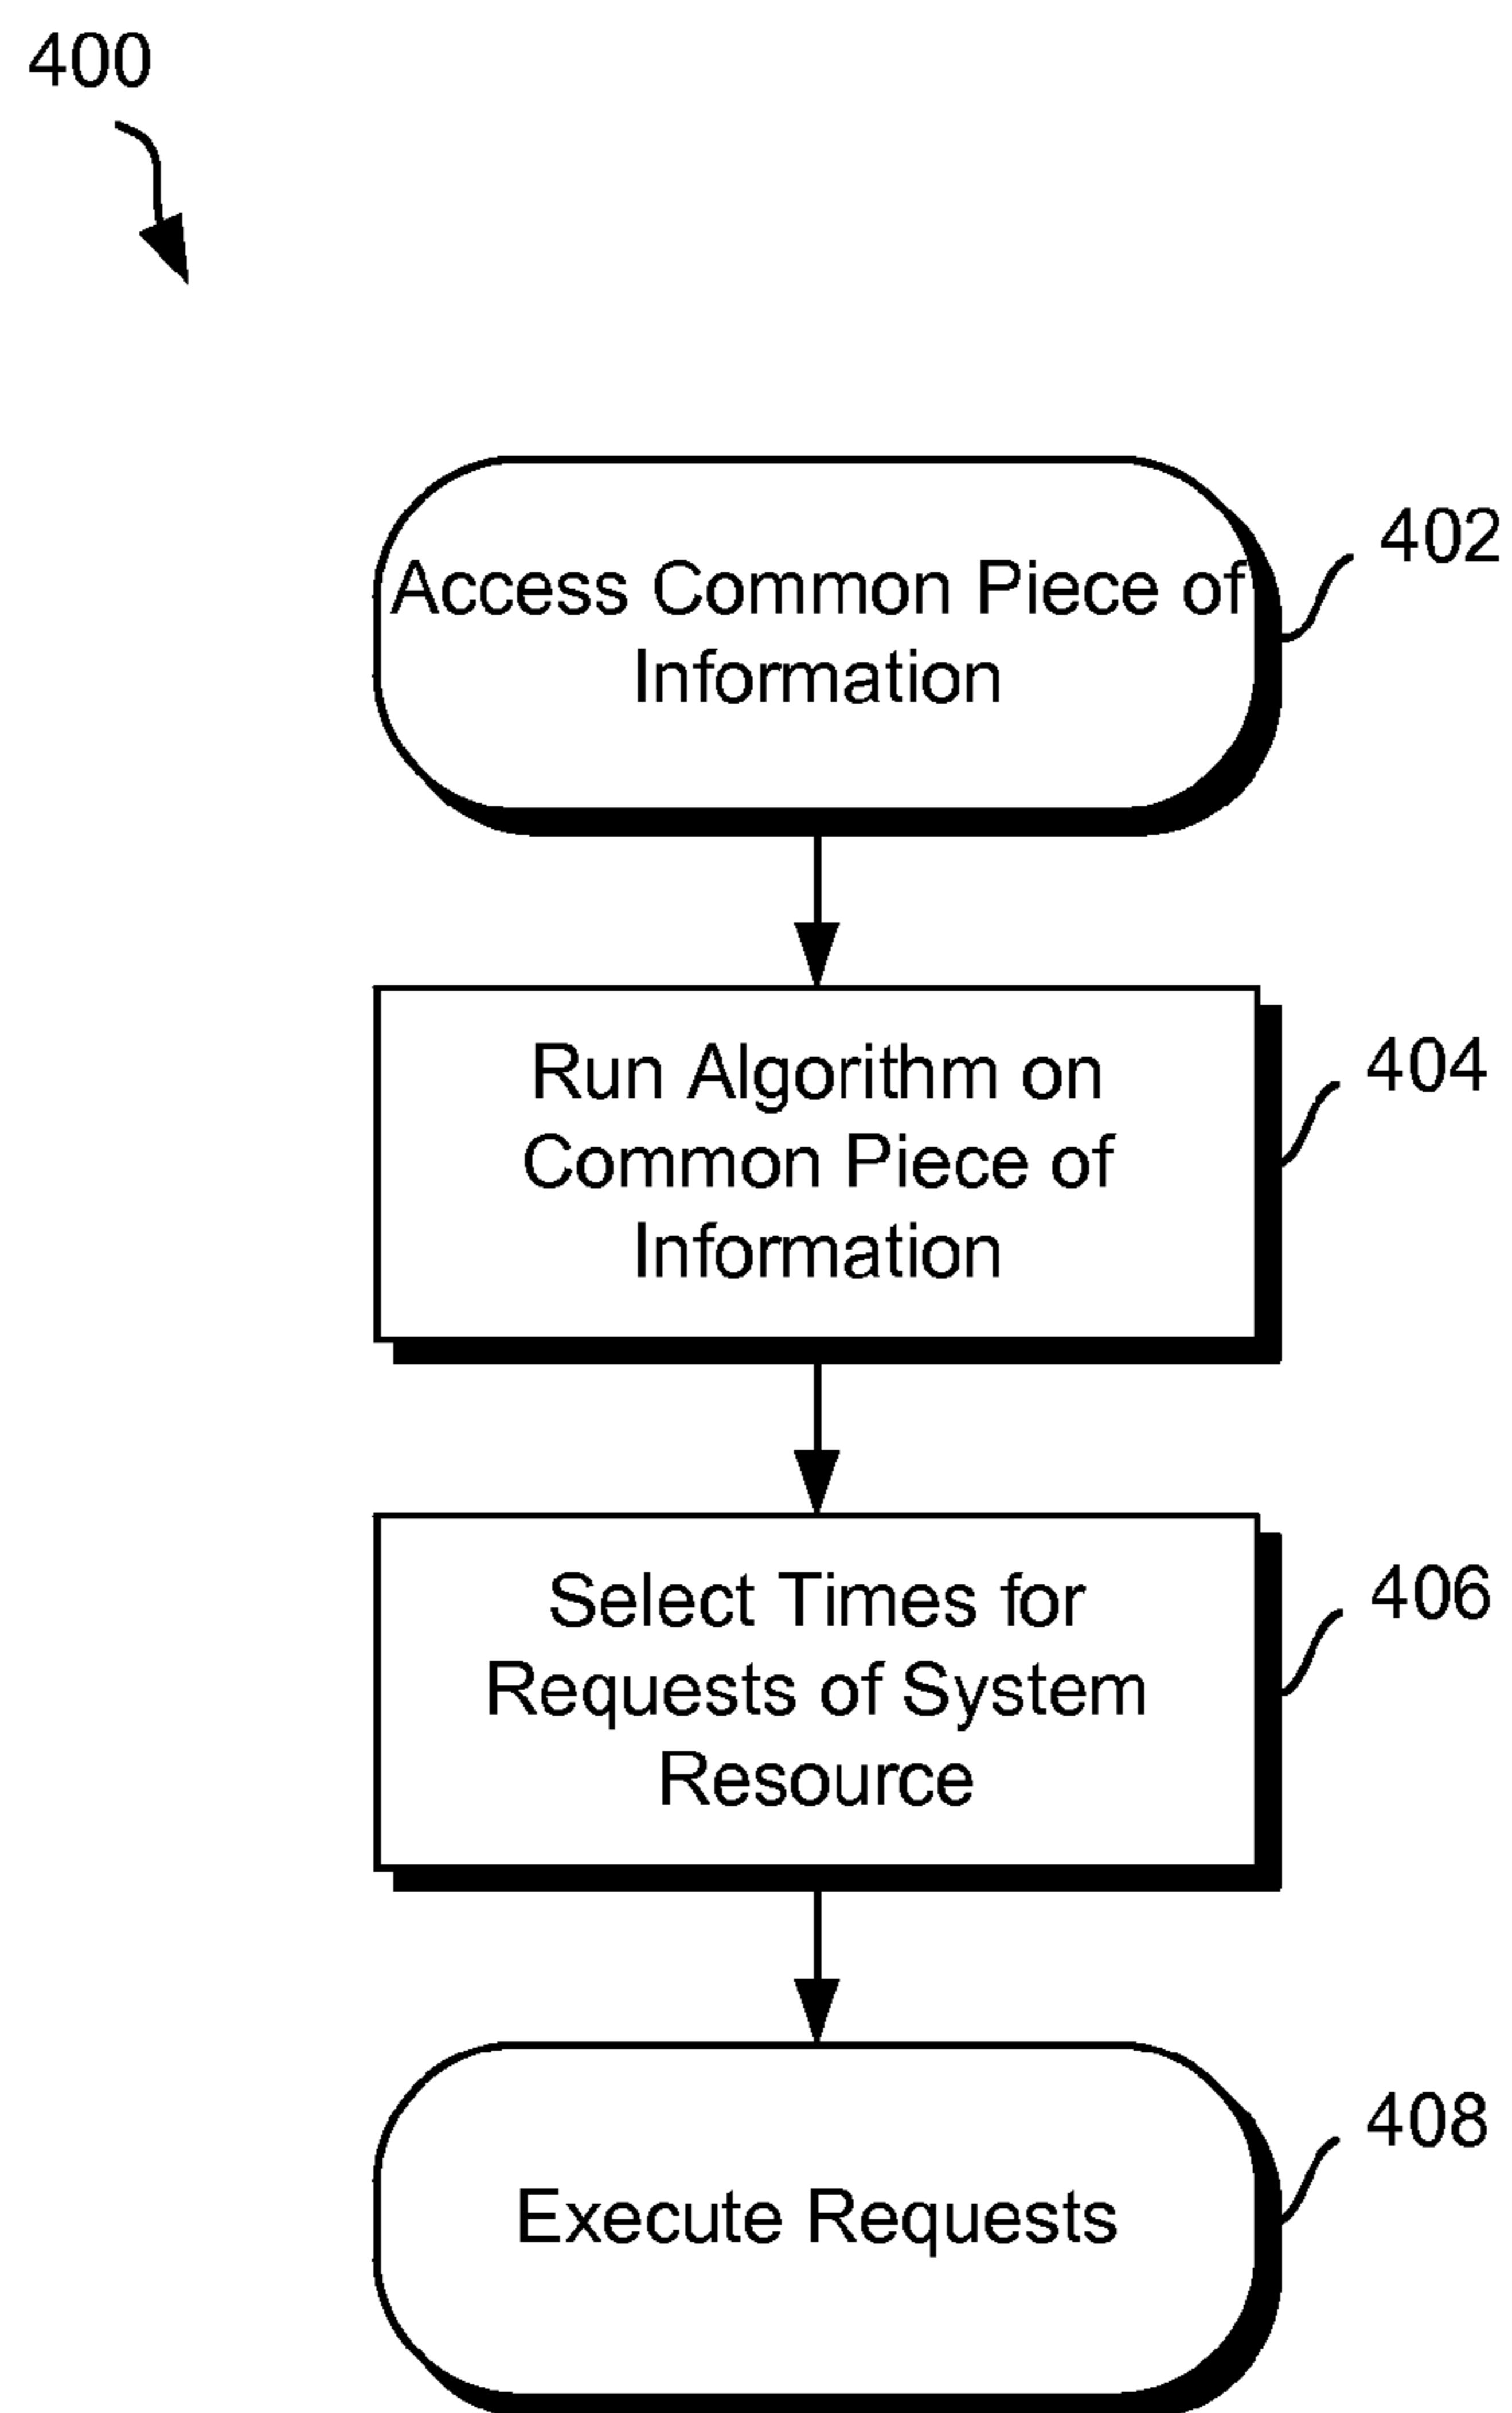 400
Access Common Piece of
Information
402
Run Algorithm on
Common Piece of
Information
404
Select Times for
Requests of System
Resource
406
Execute Requests
408